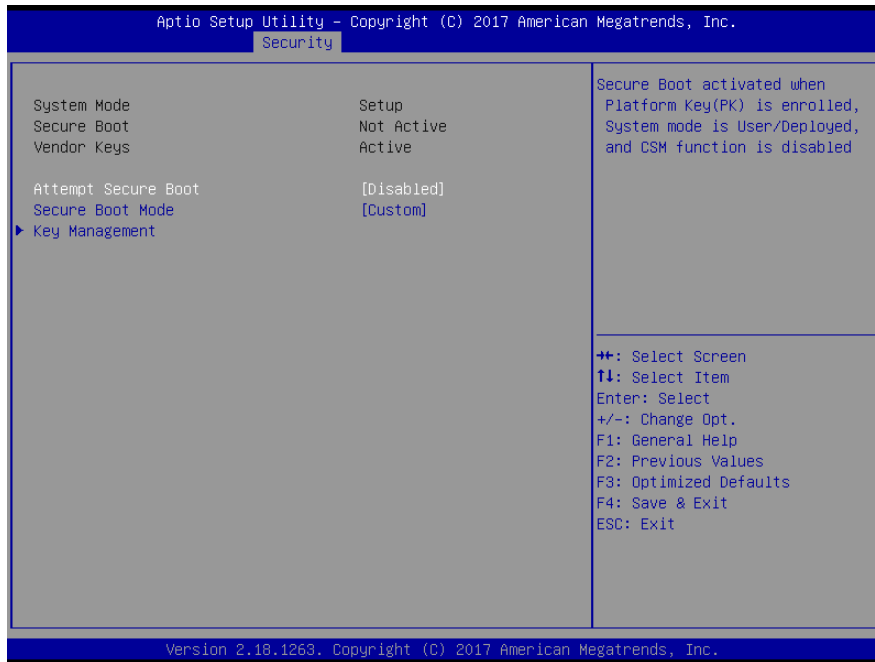 Aptio Setup Utility – Copyright (C) 2017 American Megatrends, Inc.
Security
System Mode Setup
Secure Boot Not Active
Vendor Keys Active
Attempt Secure Boot [Disabled]
Secure Boot Mode [Custom]
Key Management
Secure Boot activated when
Platform Key(PK) is enrolled,
System mode is User/Deployed,
and CSM function is disabled
→←: Select Screen
↑↓: Select Item
Enter: Select
+/-: Change Opt.
F1: General Help
F2: Previous Values
F3: Optimized Defaults
F4: Save & Exit
ESC: Exit
Version 2.18.1263. Copyright (C) 2017 American Megatrends, Inc.